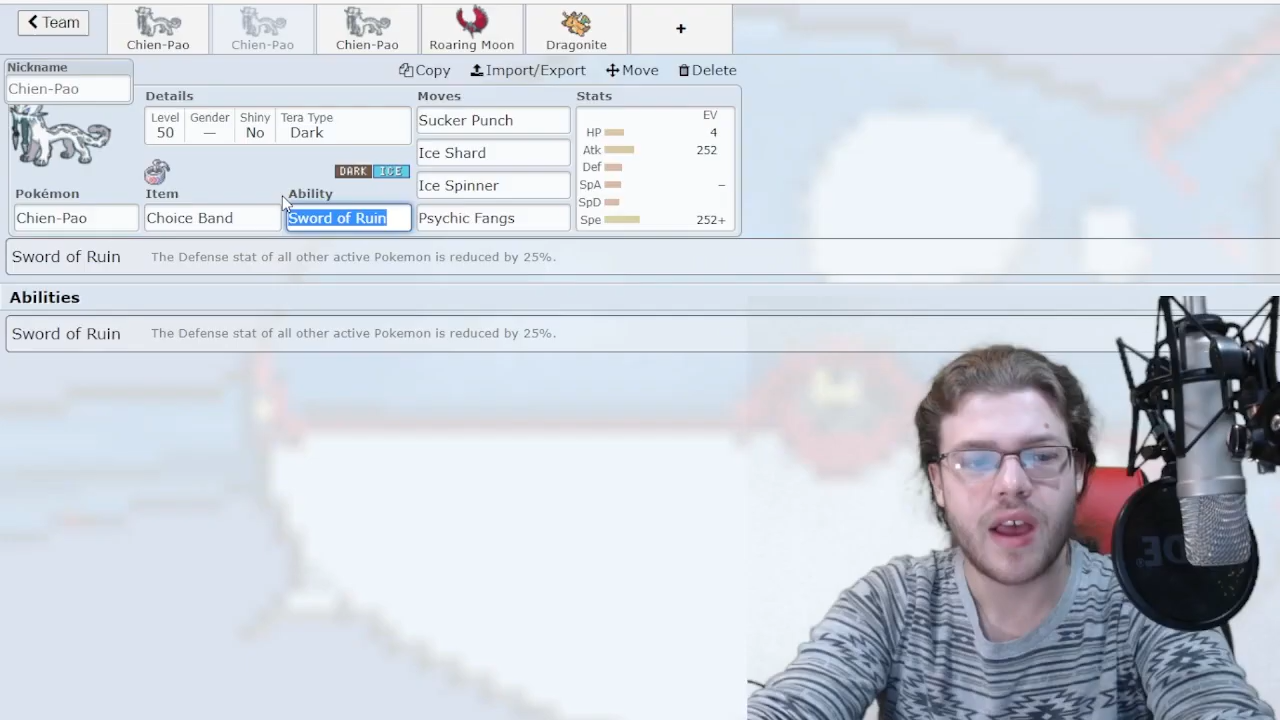 Team
Chien-Pao
Chien-Pao
Chien-Pao
Roaring Moon
Dragonite
+
Nickname
Chien-Pao
Copy
Import/Export
Move
Delete
Details
Moves
Stats
Level
Gender
Shiny
Tera Type
50
—
No
Dark
DARK
ICE
Pokémon
Item
Ability
Chien-Pao
Choice Band
Sword of Ruin
Sucker Punch
Ice Shard
Ice Spinner
Psychic Fangs
EV
HP 4
Atk 252
Def
SpA –
SpD
Spe 252+
Sword of Ruin The Defense stat of all other active Pokemon is reduced by 25%.
Abilities
Sword of Ruin The Defense stat of all other active Pokemon is reduced by 25%.